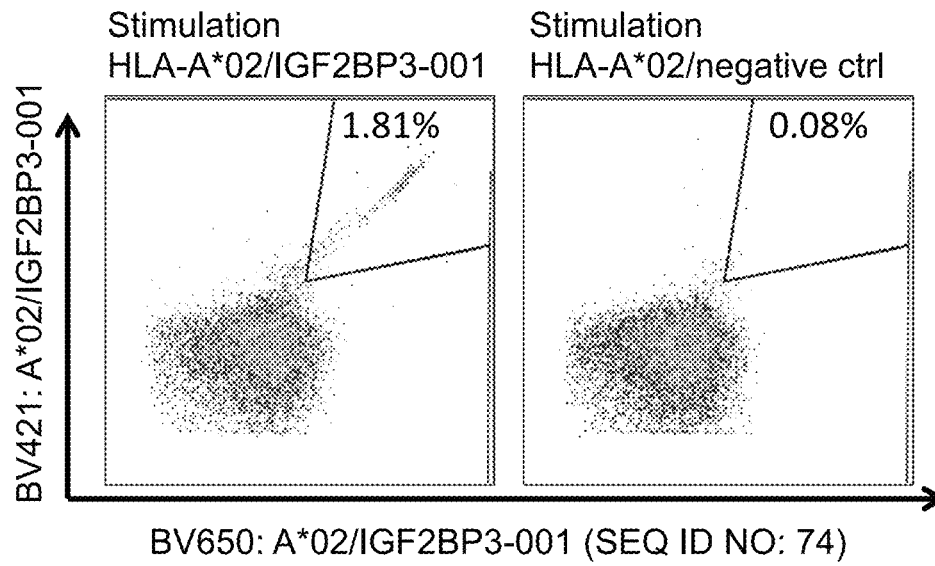 Stimulation
HLA-A*02/IGF2BP3-001
Stimulation
HLA-A*02/negative ctrl
1.81%
0.08%
BV421: A*02/IGF2BP3-001
BV650: A*02/IGF2BP3-001 (SEQ ID NO: 74)